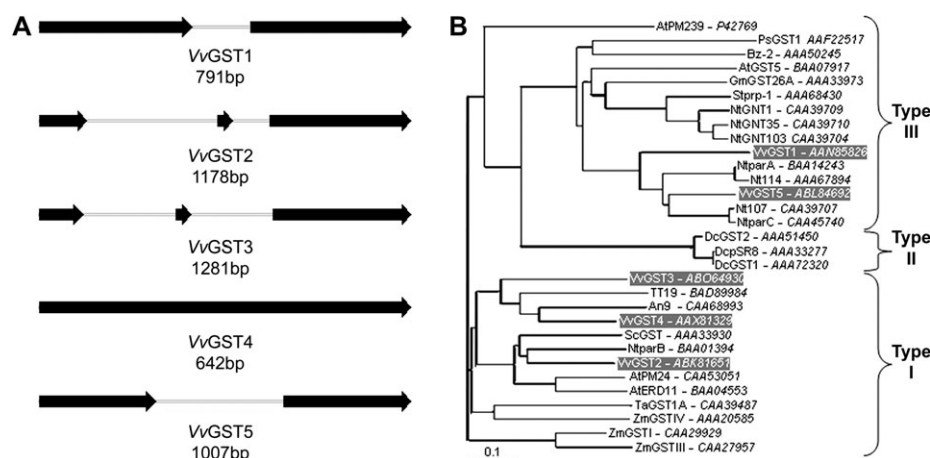 A
VvGST1
791bp
VvGST2
1178bp
VvGST3
1281bp
VvGST4
642bp
VvGST5
1007bp
B
AtPM239 – P42769
PsGST1 AAF22517
Bz-2 – AAA50245
AtGST5 – BAA07917
GmGST26A – AAA33973
Stprp-1 – AAA68430
NtGNT1 – CAA39709
NtGNT35 – CAA39710
NtGNT103 – CAA39704
VvGST1 – AAN85826
NtparA – BAA14243
Nt114 – AAA67894
VvGST5 – ABL84692
Nt107 – CAA39707
NtparC – CAA45740
Type
III
DcGST2 – AAA51450
DcpSR8 – AAA33277
DcGST1 – AAA72320
Type
II
VvGST3 – ABO64930
TT19 – BAD89984
An9 – CAA68993
VvGST4 – AAX81329
ScGST – AAA33930
NtparB – BAA01394
VvGST2 – ABK81651
AtPM24 – CAA53051
AtERD11 – BAA04553
TaGST1A – CAA39487
ZmGSTIV – AAA20585
ZmGSTI – CAA29929
ZmGSTIII – CAA27957
Type
I
0.1